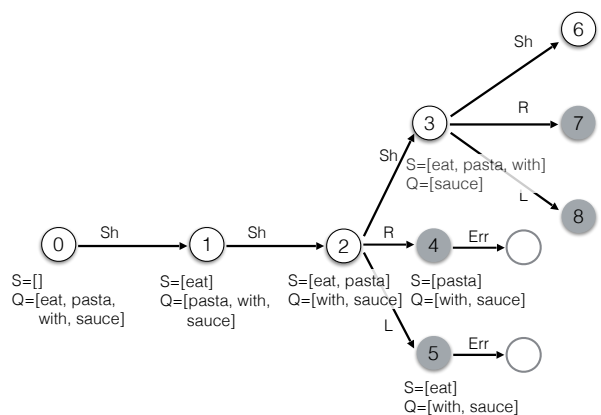 6
Sh
R
3
7
Sh
S=[eat, pasta, with]
Q=[sauce]
L
8
0
Sh
1
Sh
2
R
4
Err
S=[]
Q=[eat, pasta,
with, sauce]
S=[eat]
Q=[pasta, with,
sauce]
S=[eat, pasta]
Q=[with, sauce]
S=[pasta]
Q=[with, sauce]
L
5
Err
S=[eat]
Q=[with, sauce]